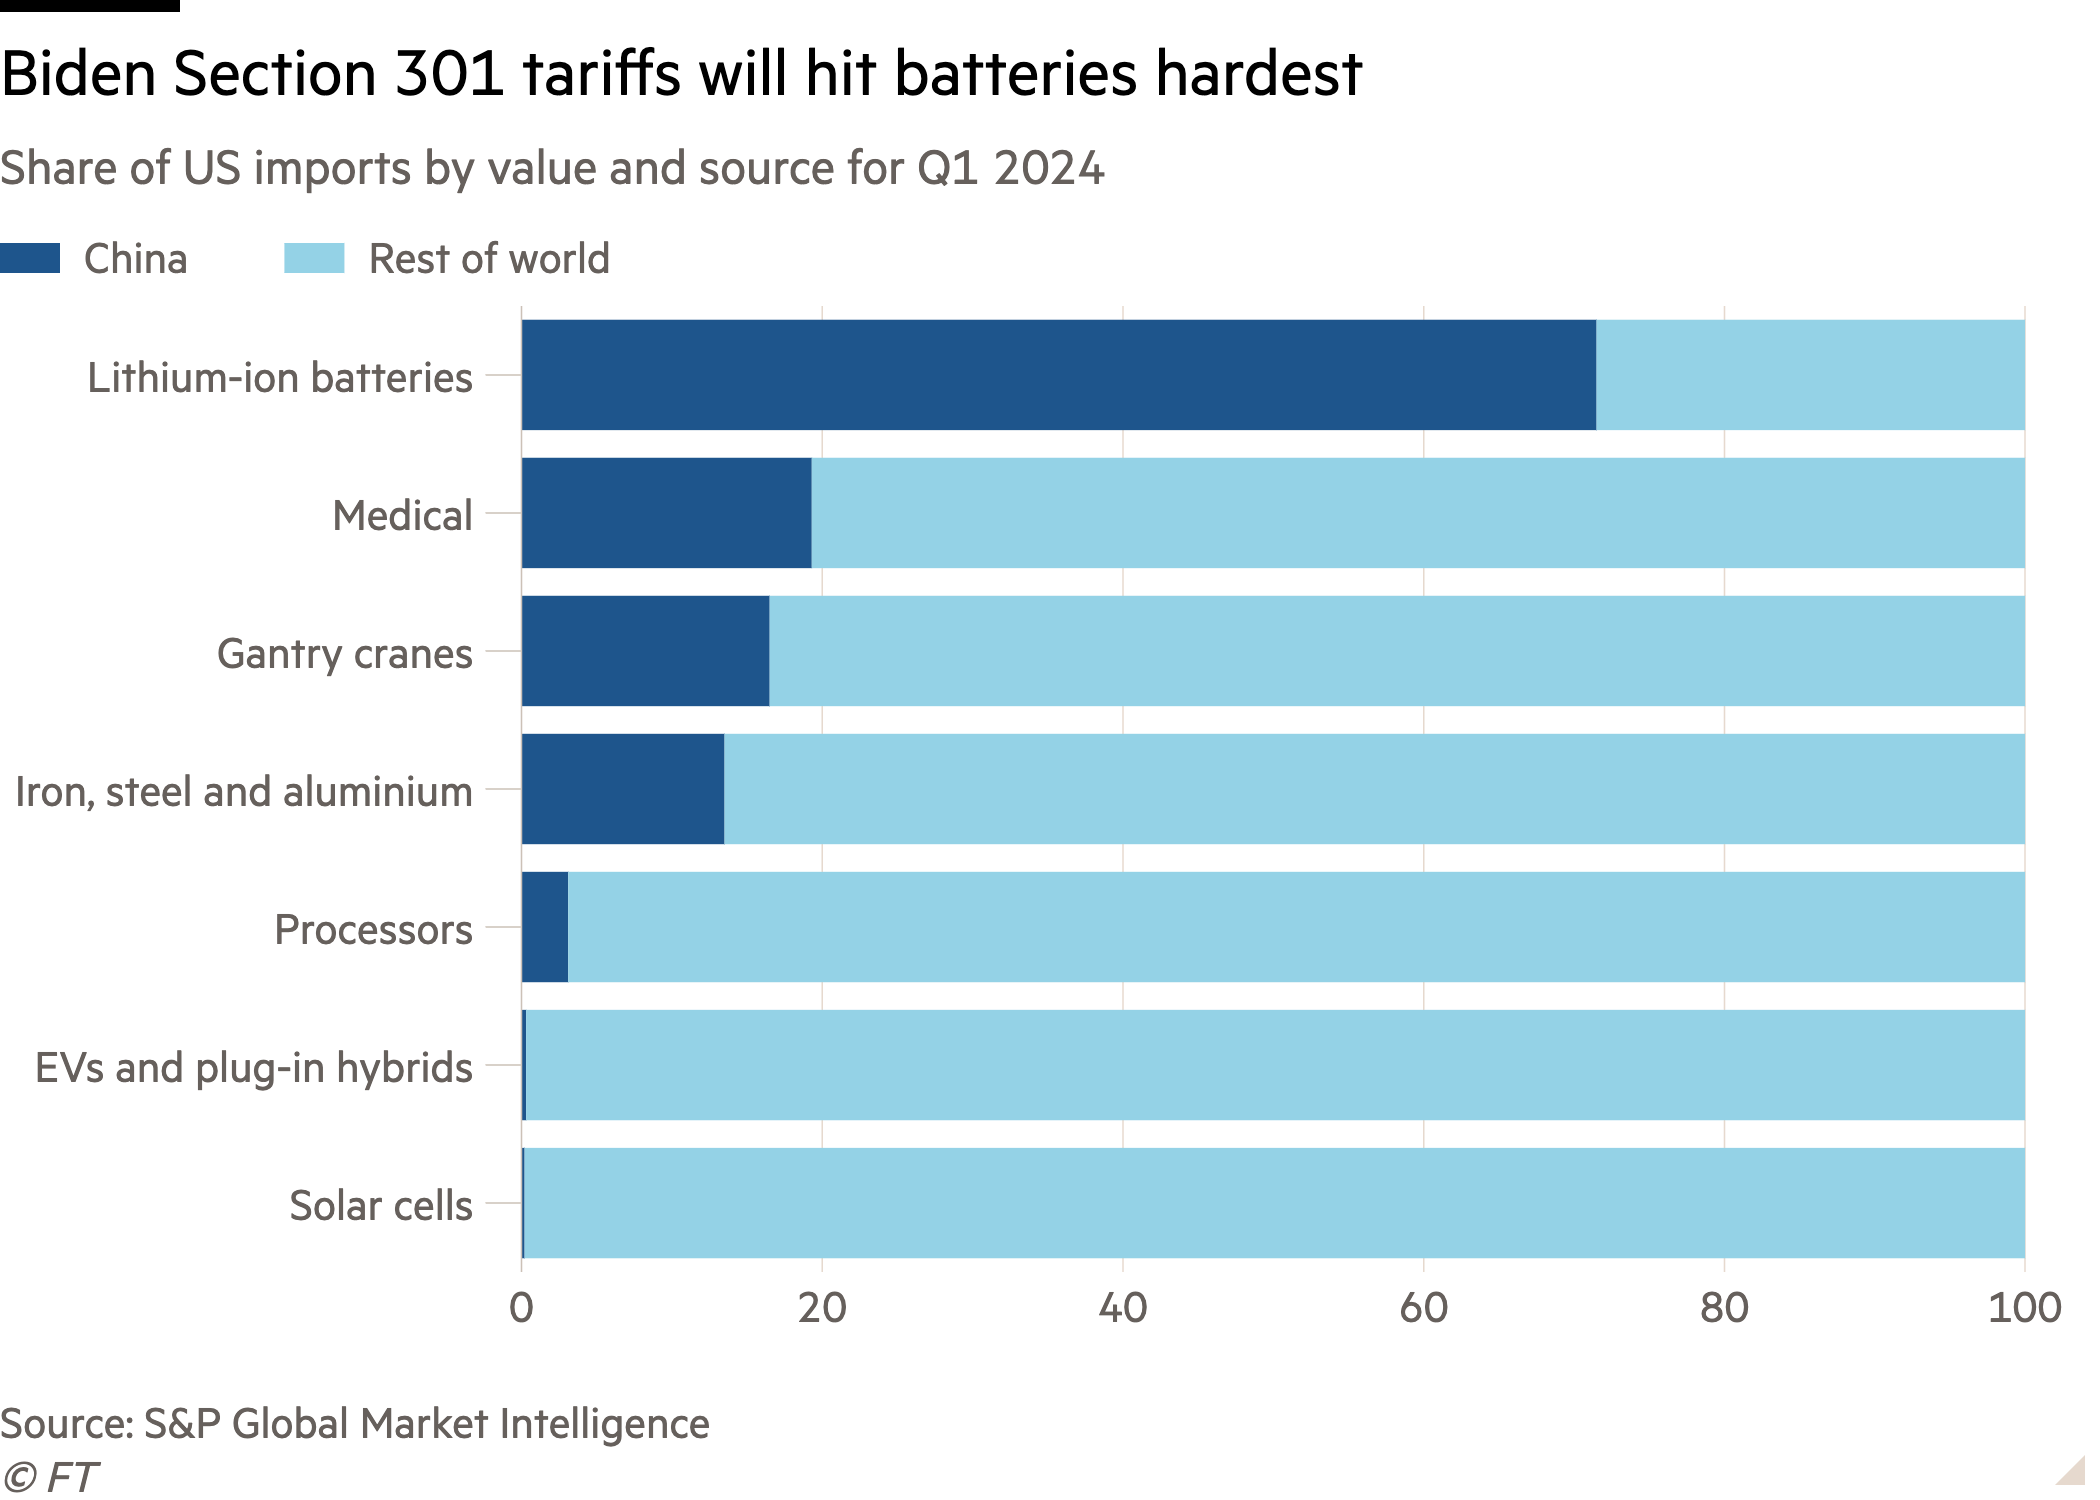 Biden Section 301 tariffs will hit batteries hardest
Share of US imports by value and source for Q1 2024
China
Rest of world
Lithium-ion batteries
Medical
Gantry cranes
Iron, steel and aluminium
Processors
EVs and plug-in hybrids
Solar cells
0 20 40 60 80 100
Source: S&P Global Market Intelligence
© FT